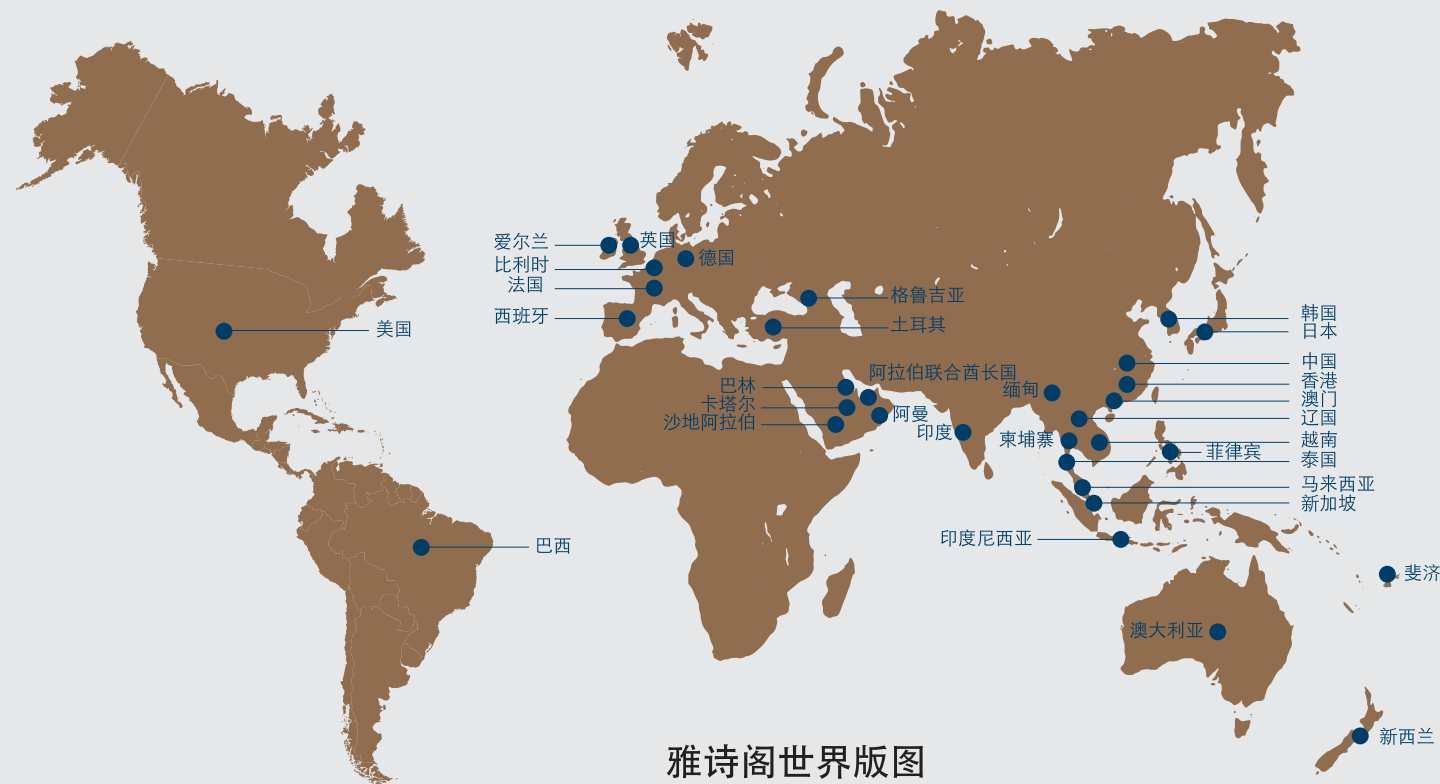 爱尔兰
英国
比利时
德国
法国
西班牙
格鲁吉亚
土耳其
美国
韩国
日本
中国
香港
澳门
辽国
越南
泰国
马来西亚
新加坡
阿拉伯联合酋长国
巴林
卡塔尔
沙地阿拉伯
阿曼
缅甸
印度
柬埔寨
菲律宾
印度尼西亚
巴西
斐济
澳大利亚
新西兰
雅诗阁世界版图